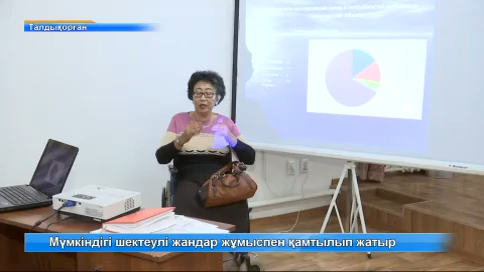 Талдықорған
Мүмкіндігі шектеулі жандар жұмыспен қамтылып жатыр